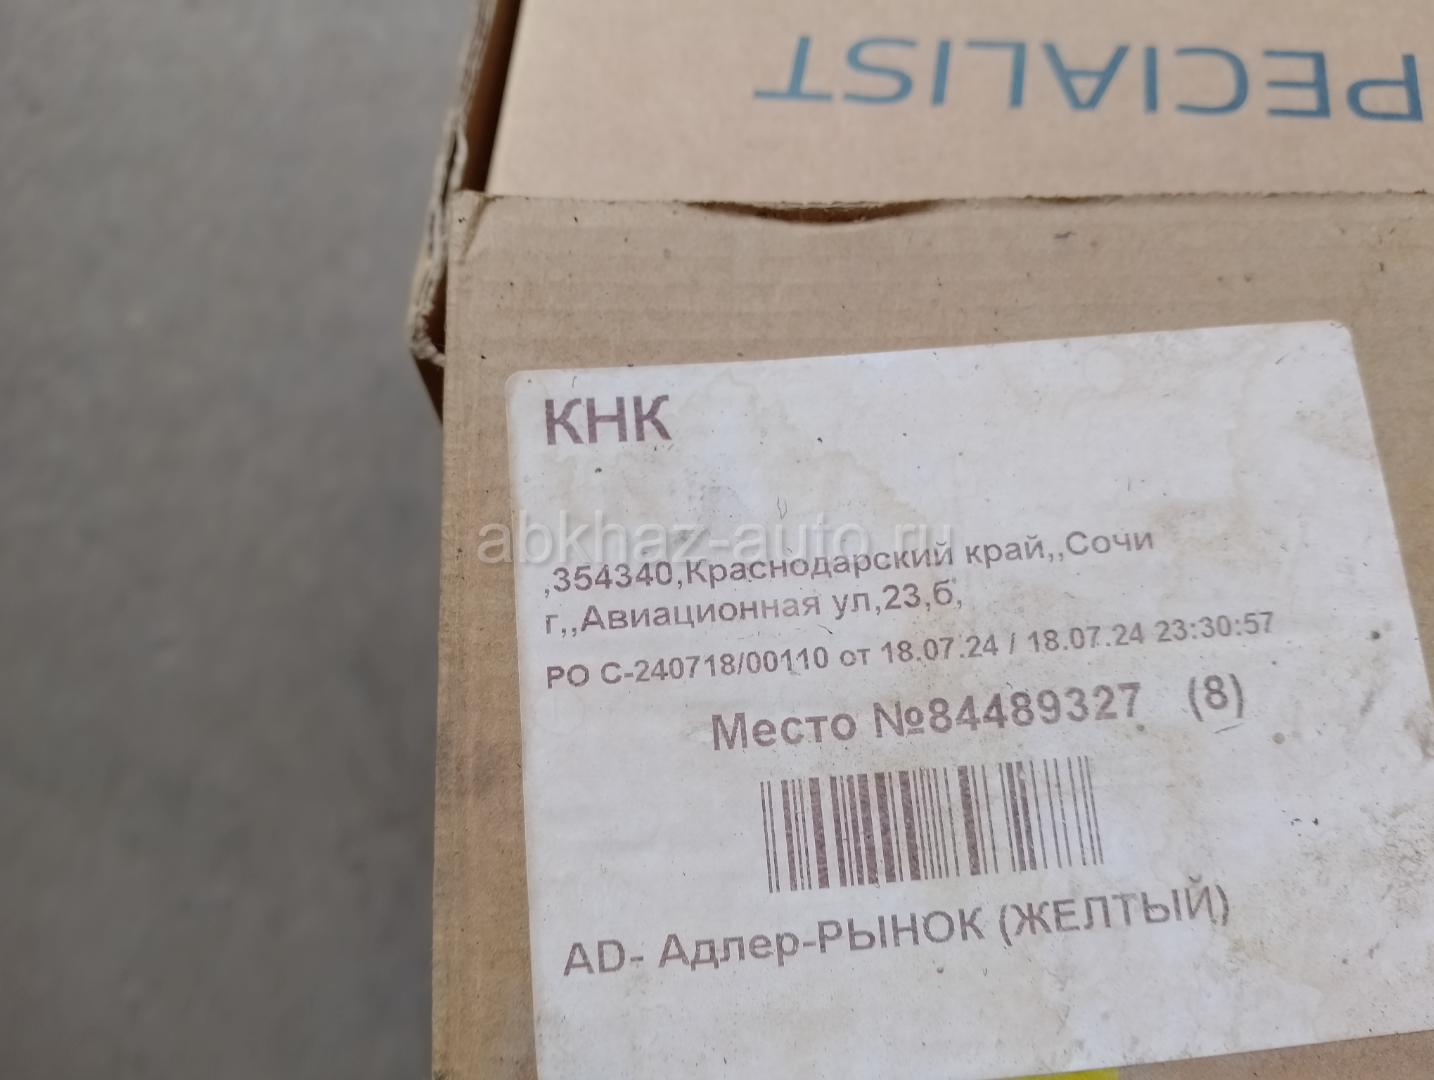 PECIALIST
КНК
abkhaz-auto.ru
,354340,Краснодарский край,,Сочи
г,,Авиационная ул,23,б,
РО С-240718/00110 от 18.07.24 / 18.07.24 23:30:57
Место №84489327 (8)
AD- Адлер-РЫНОК (ЖЕЛТЫЙ)